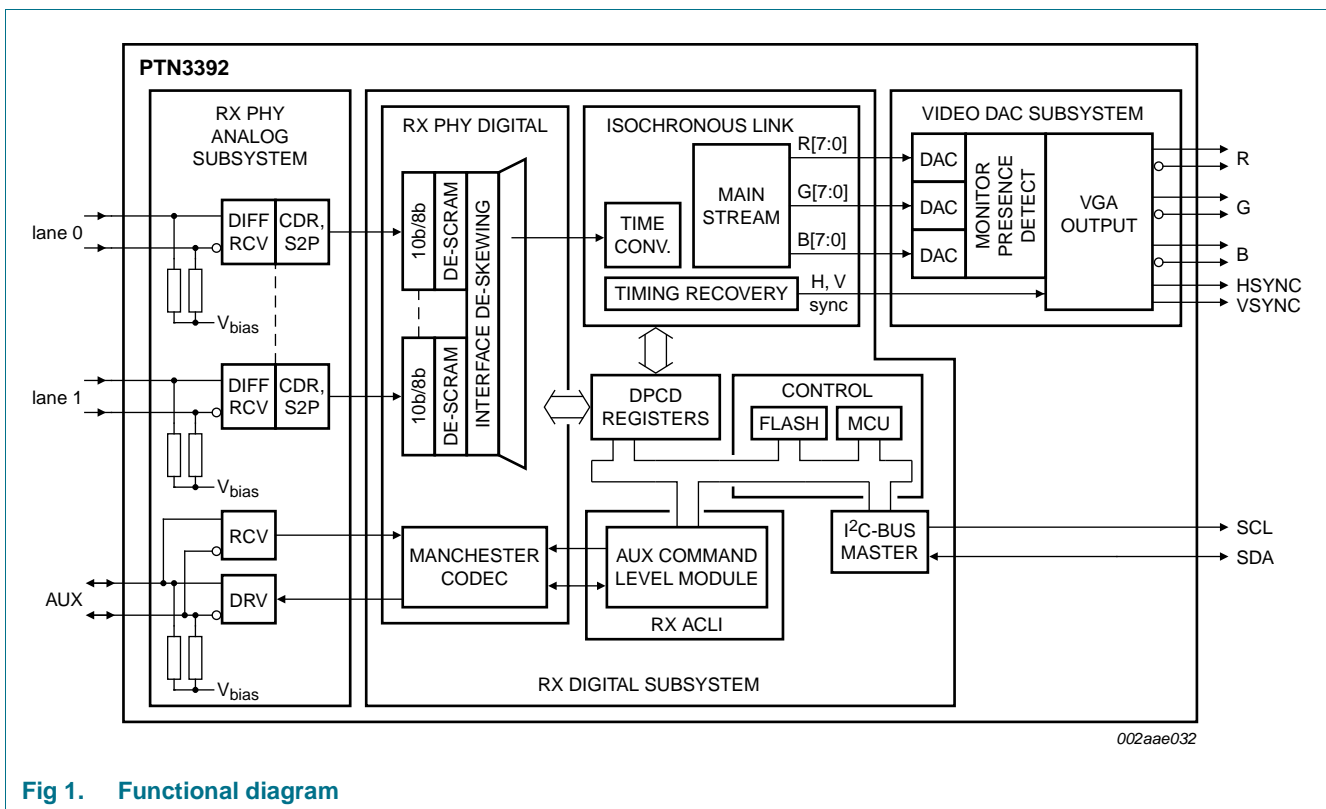 PTN3392
RX PHY
ANALOG
SUBSYSTEM
lane 0
DIFF
RCV
CDR,
S2P
Vbias
lane 1
DIFF
RCV
CDR,
S2P
Vbias
RCV
AUX
DRV
Vbias
RX PHY DIGITAL
10b/8b
DE-SCRAM
10b/8b
DE-SCRAM
INTERFACE DE-SKEWING
MANCHESTER
CODEC
ISOCHRONOUS LINK
TIME
CONV.
MAIN
STREAM
R[7:0]
G[7:0]
B[7:0]
TIMING RECOVERY
H, V
sync
DPCD
REGISTERS
CONTROL
FLASH
MCU
AUX COMMAND
LEVEL MODULE
RX ACLI
I2C-BUS
MASTER
RX DIGITAL SUBSYSTEM
VIDEO DAC SUBSYSTEM
DAC
DAC
DAC
MONITOR
PRESENCE
DETECT
VGA
OUTPUT
R
G
B
HSYNC
VSYNC
SCL
SDA
002aae032
Fig 1. Functional diagram